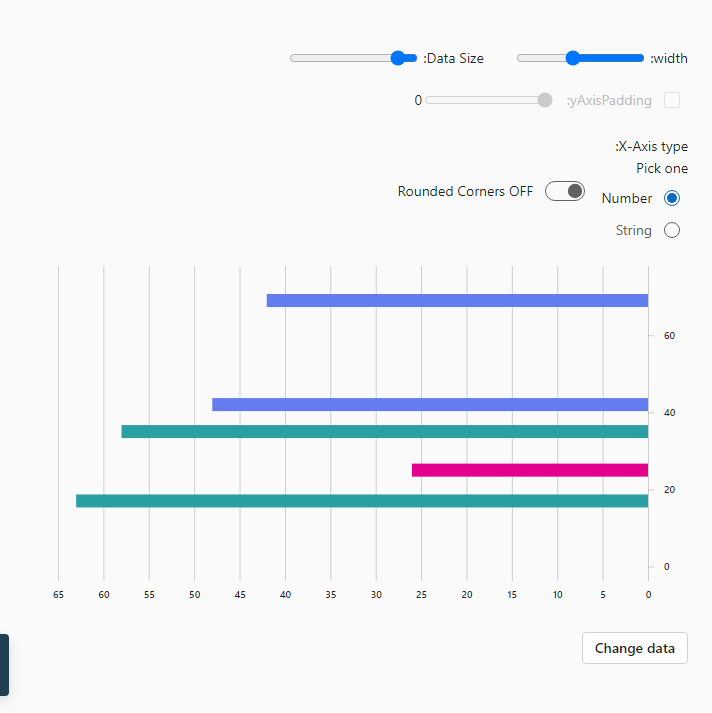 :width
:Data Size
:yAxisPadding
0
:X-Axis type
Pick one
Number
Rounded Corners OFF
String
60
40
20
0
65 60 55 50 45 40 35 30 25 20 15 10 5 0
Change data